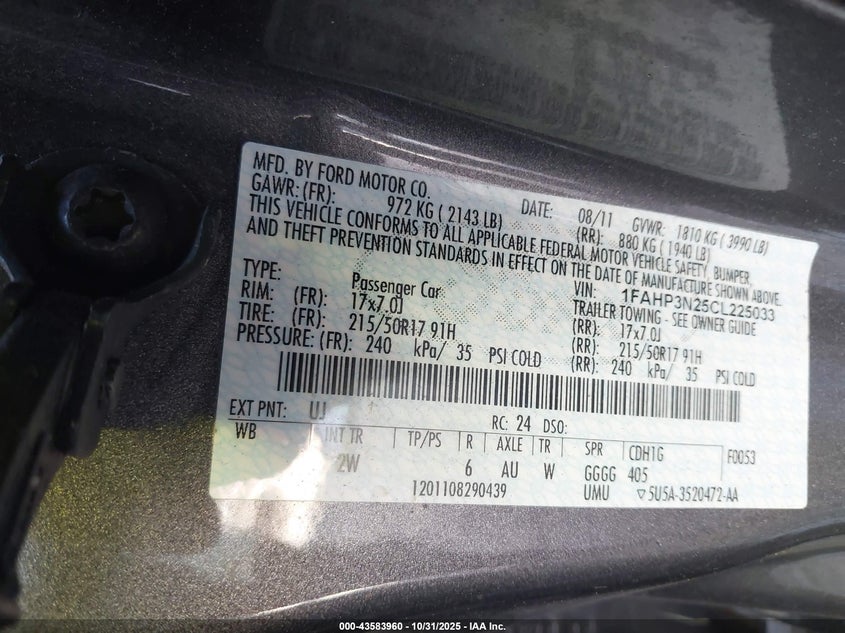 MFD. BY FORD MOTOR CO.
DATE: 08/11 GVWR: 1810 KG ( 3990 LB)
GAWR: (FR): 972 KG ( 2143 LB) (RR): 880 KG ( 1940 LB)
THIS VEHICLE CONFORMS TO ALL APPLICABLE FEDERAL MOTOR VEHICLE SAFETY, BUMPER,
AND THEFT PREVENTION STANDARDS IN EFFECT ON THE DATE OF MANUFACTURE SHOWN ABOVE.
VIN: 1FAHP3N25CL225033
TYPE: Passenger Car TRAILER TOWING - SEE OWNER GUIDE
RIM: (FR): 17x7.0J (RR): 17x7.0J
TIRE: (FR): 215/50R17 91H (RR): 215/50R17 91H
PRESSURE: (FR): 240 kPa/ 35 PSI COLD (RR): 240 kPa/ 35 PSI COLD
EXT PNT: UJ RC: 24 DSO:
WB INT TR TP/PS R AXLE TR SPR CDH1G F0053
2W 6 AU W GGGG 405
1201108290439 UMU ▽5U5A-3520472-AA
000-43583960 - 10/31/2025 - IAA Inc.